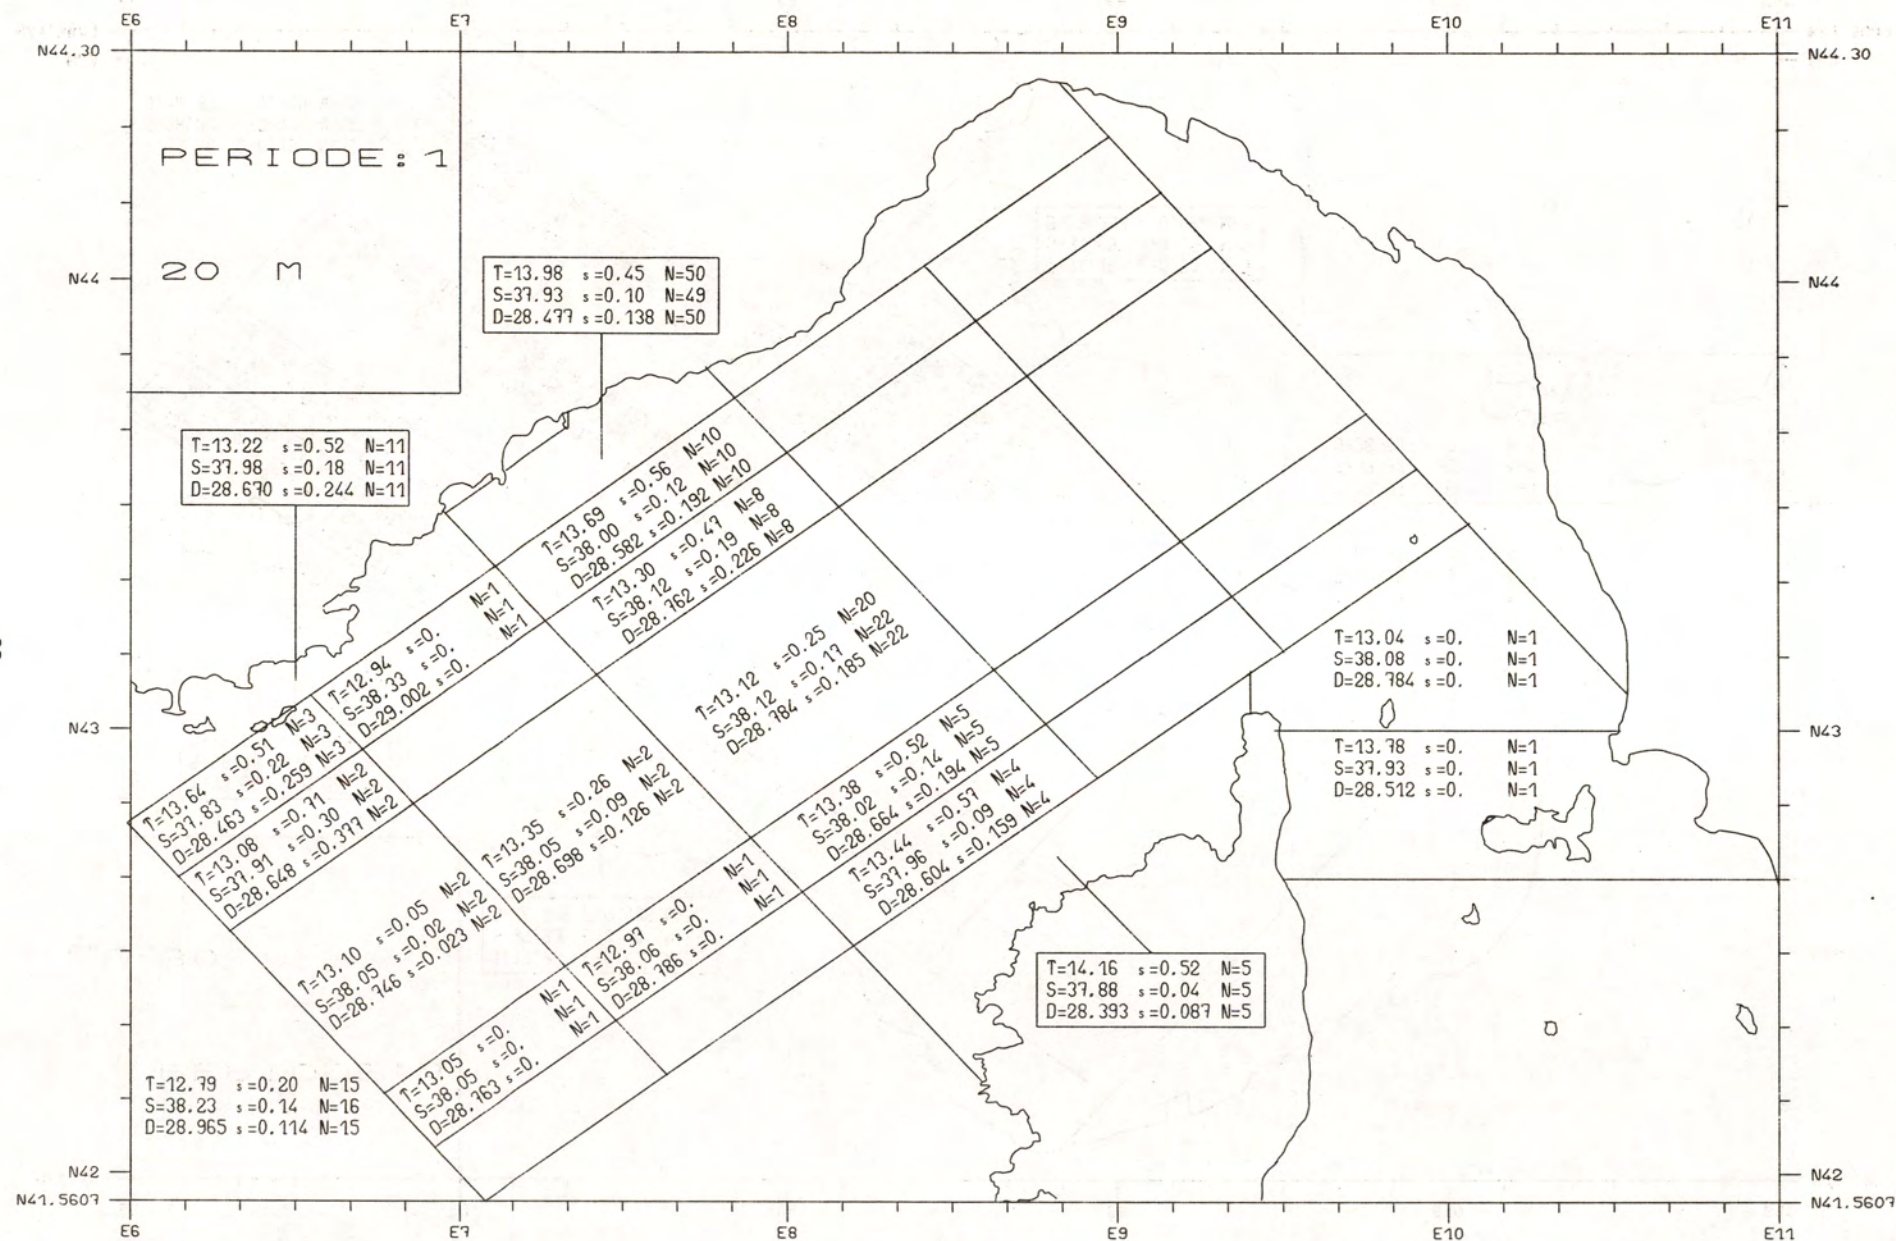 E6 E7 E8 E9 E10 E11
N44.30 N44.30
PERIODE: 1
20 M
N44 N44
T=13.98 s=0.45 N=50
S=37.93 s=0.10 N=49
D=28.477 s=0.138 N=50
T=13.22 s=0.52 N=11
S=37.98 s=0.18 N=11
D=28.670 s=0.244 N=11
T=13.69 s=0.56 N=10
S=38.00 s=0.12 N=10
D=28.582 s=0.192 N=10
T=13.30 s=0.47 N=8
S=38.12 s=0.19 N=8
D=28.762 s=0.226 N=8
T=12.94 s=0. N=1
S=38.33 s=0. N=1
D=29.002 s=0. N=1
T=13.12 s=0.25 N=20
S=38.12 s=0.17 N=22
D=28.784 s=0.185 N=22
T=13.04 s=0. N=1
S=38.08 s=0. N=1
D=28.784 s=0. N=1
N43 N43
T=13.78 s=0. N=1
S=37.93 s=0. N=1
D=28.512 s=0. N=1
T=13.64 s=0.51 N=3
S=37.83 s=0.22 N=3
D=28.463 s=0.259 N=3
T=13.08 s=0.71 N=2
S=37.91 s=0.30 N=2
D=28.648 s=0.377 N=2
T=13.35 s=0.26 N=2
S=38.05 s=0.09 N=2
D=28.698 s=0.126 N=2
T=13.38 s=0.52 N=5
S=38.02 s=0.14 N=5
D=28.664 s=0.194 N=5
T=13.44 s=0.57 N=4
S=37.96 s=0.09 N=4
D=28.604 s=0.159 N=4
T=13.10 s=0.05 N=2
S=38.05 s=0.02 N=2
D=28.746 s=0.023 N=2
T=12.97 s=0. N=1
S=38.06 s=0. N=1
D=28.786 s=0. N=1
T=14.16 s=0.52 N=5
S=37.88 s=0.04 N=5
D=28.393 s=0.087 N=5
T=13.05 s=0. N=1
S=38.05 s=0. N=1
D=28.763 s=0. N=1
T=12.79 s=0.20 N=15
S=38.23 s=0.14 N=16
D=28.965 s=0.114 N=15
N42 N42
N41.5607 N41.5607
E6 E7 E8 E9 E10 E11